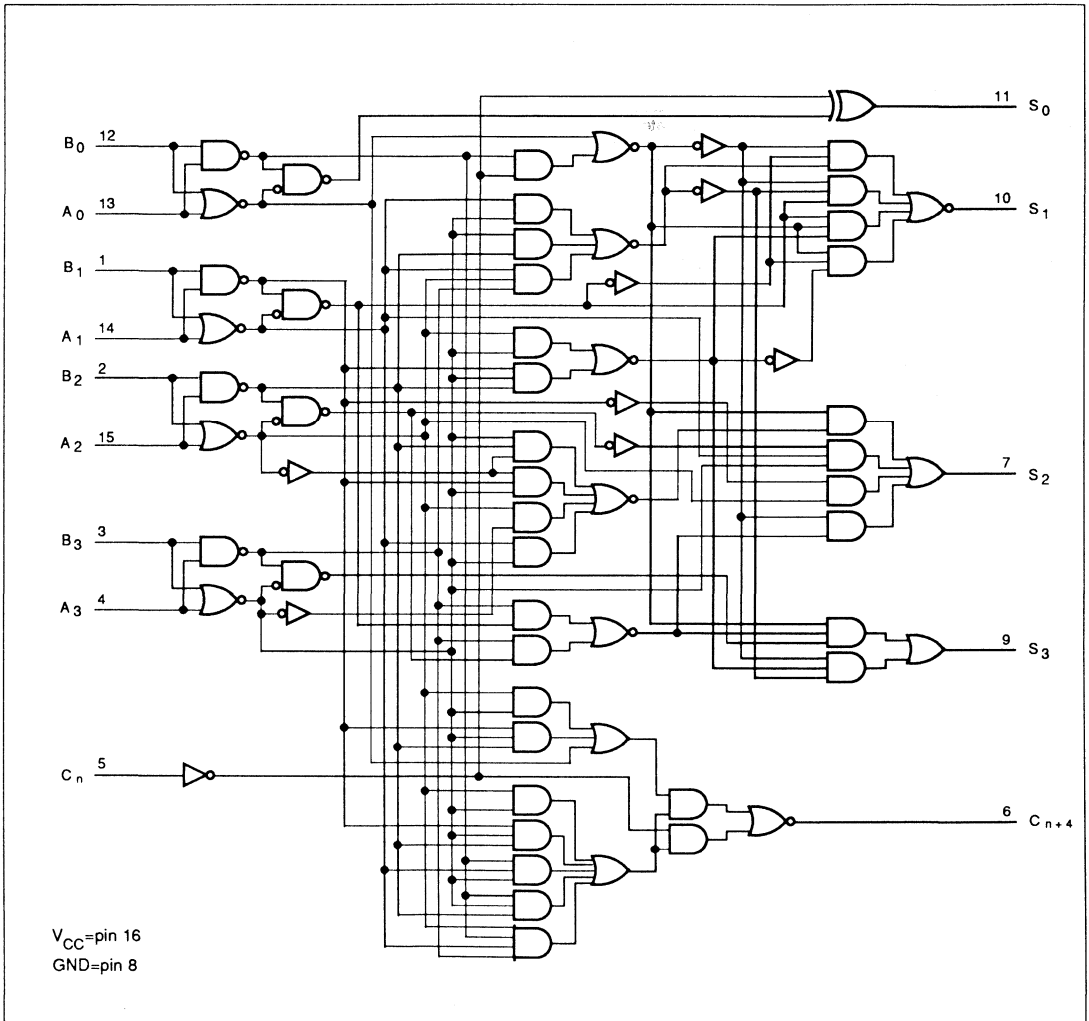 11 S0
B0 12
A0 13
10 S1
B1 1
A1 14
B2 2
A2 15
7 S2
B3 3
A3 4
9 S3
Cn 5
6 Cn+4
VCC=pin 16
GND=pin 8